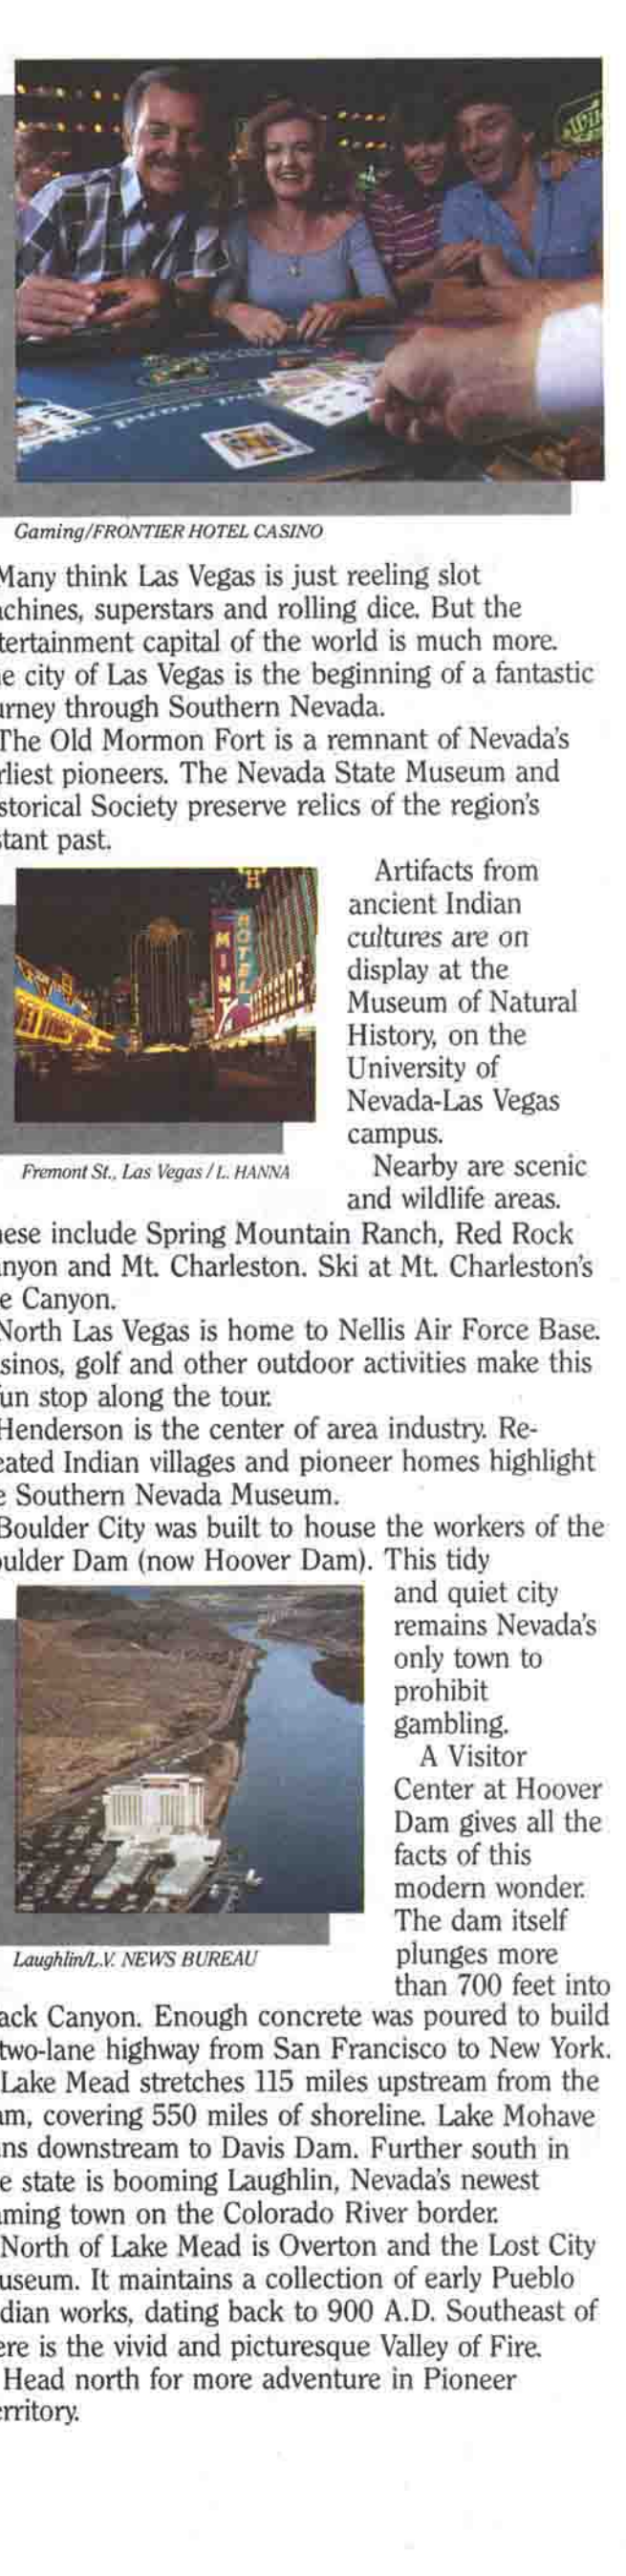 Gaming/FRONTIER HOTEL CASINO
Many think Las Vegas is just reeling slot
achines, superstars and rolling dice. But the
tertainment capital of the world is much more.
e city of Las Vegas is the beginning of a fantastic
urney through Southern Nevada.
The Old Mormon Fort is a remnant of Nevada's
rliest pioneers. The Nevada State Museum and
storical Society preserve relics of the region's
stant past.
MINT
HOTEL
Artifacts from
ancient Indian
cultures are on
display at the
Museum of Natural
History, on the
University of
Nevada-Las Vegas
campus.
Fremont St., Las Vegas / L. HANNA
Nearby are scenic
and wildlife areas.
nese include Spring Mountain Ranch, Red Rock
nyon and Mt. Charleston. Ski at Mt. Charleston's
e Canyon.
North Las Vegas is home to Nellis Air Force Base.
sinos, golf and other outdoor activities make this
fun stop along the tour.
Henderson is the center of area industry. Re-
eated Indian villages and pioneer homes highlight
e Southern Nevada Museum.
Boulder City was built to house the workers of the
oulder Dam (now Hoover Dam). This tidy
and quiet city
remains Nevada's
only town to
prohibit
gambling.
A Visitor
Center at Hoover
Dam gives all the
facts of this
modern wonder.
The dam itself
plunges more
than 700 feet into
Laughlin/L.V. NEWS BUREAU
ack Canyon. Enough concrete was poured to build
two-lane highway from San Francisco to New York.
Lake Mead stretches 115 miles upstream from the
am, covering 550 miles of shoreline. Lake Mohave
ns downstream to Davis Dam. Further south in
e state is booming Laughlin, Nevada's newest
aming town on the Colorado River border.
North of Lake Mead is Overton and the Lost City
useum. It maintains a collection of early Pueblo
dian works, dating back to 900 A.D. Southeast of
ere is the vivid and picturesque Valley of Fire.
Head north for more adventure in Pioneer
erritory.